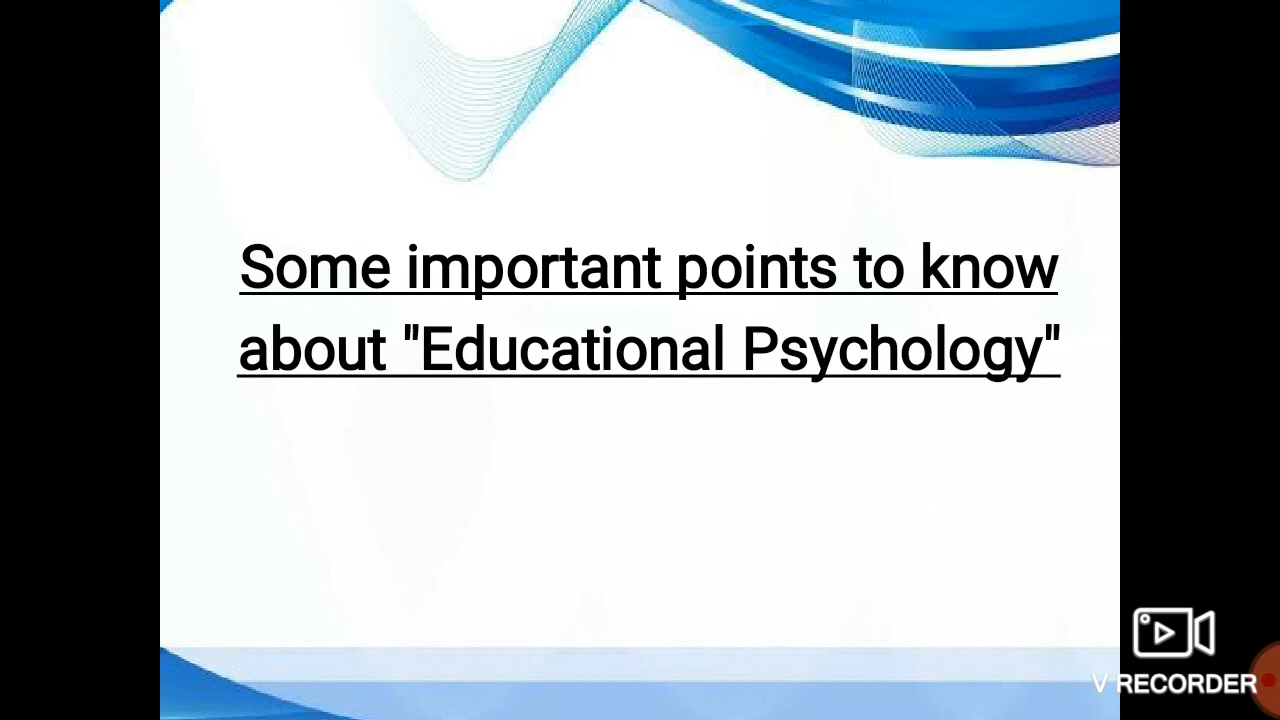 Some important points to know
about "Educational Psychology"
V RECORDER